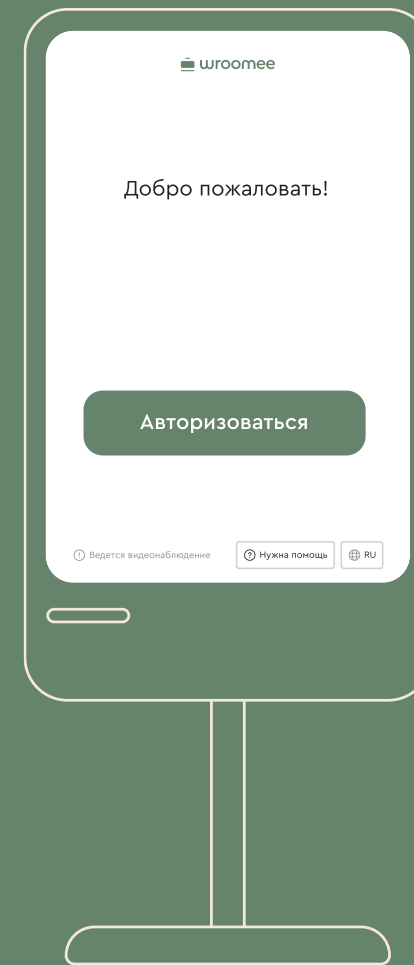 wroomee
Добро пожаловать!
Авторизоваться
Ведется видеонаблюдение
Нужна помощь
RU